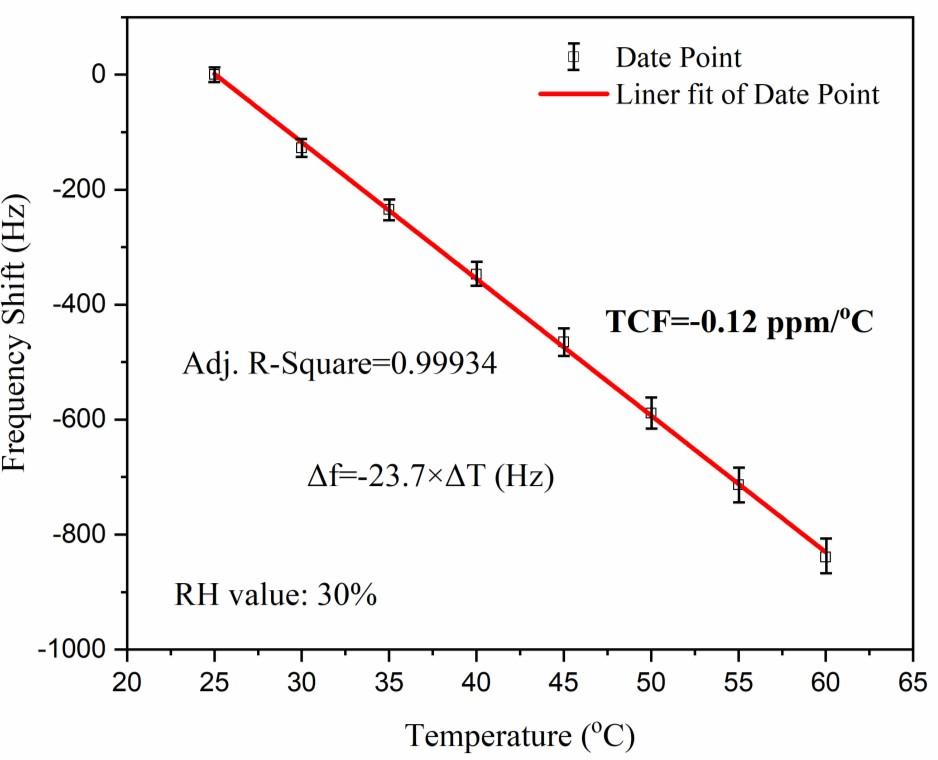 Date Point
Liner fit of Date Point
0
-200
-400
-600
-800
-1000
Frequency Shift (Hz)
TCF=-0.12 ppm/°C
Adj. R-Square=0.99934
Δf=-23.7×ΔT (Hz)
RH value: 30%
20 25 30 35 40 45 50 55 60 65
Temperature (°C)